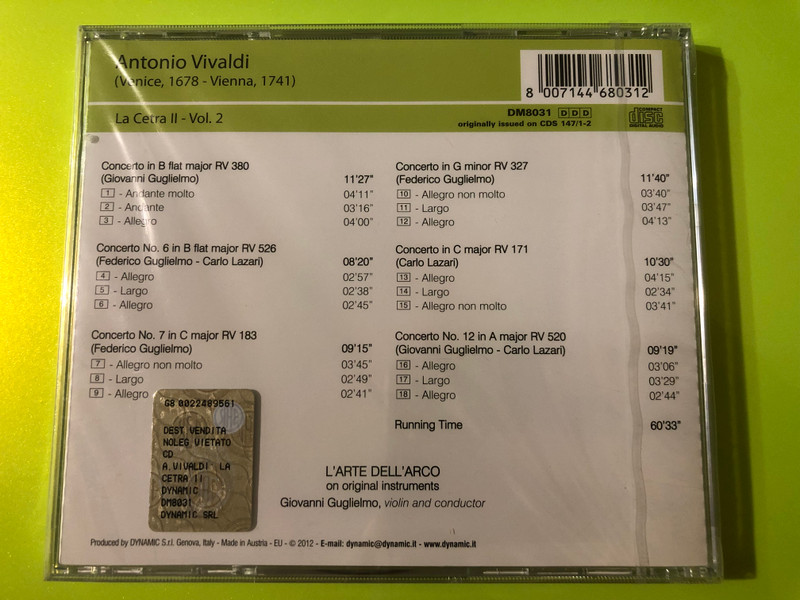 Antonio Vivaldi
(Venice, 1678 - Vienna, 1741)
8 007144 680312
La Cetra II - Vol. 2
DM8031 DDD
originally issued on CDS 147/1-2
COMPACT
disc
DIGITAL AUDIO
Concerto in B flat major RV 380
(Giovanni Guglielmo) 11'27"
1 - Andante molto 04'11"
2 - Andante 03'16"
3 - Allegro 04'00"
Concerto No. 6 in B flat major RV 526
(Federico Guglielmo - Carlo Lazari) 08'20"
4 - Allegro 02'57"
5 - Largo 02'38"
6 - Allegro 02'45"
Concerto No. 7 in C major RV 183
(Federico Guglielmo) 09'15"
7 - Allegro non molto 03'45"
8 - Largo 02'49"
9 - Allegro 02'41"
Concerto in G minor RV 327
(Federico Guglielmo) 11'40"
10 - Allegro non molto 03'40"
11 - Largo 03'47"
12 - Allegro 04'13"
Concerto in C major RV 171
(Carlo Lazari) 10'30"
13 - Allegro 04'15"
14 - Largo 02'34"
15 - Allegro non molto 03'41"
Concerto No. 12 in A major RV 520
(Giovanni Guglielmo - Carlo Lazari) 09'19"
16 - Allegro 03'06"
17 - Largo 03'29"
18 - Allegro 02'44"
Running Time 60'33"
G8 0022489561
DEST VENDITA
NOLEG.VIETATO
CD
A.VIVALDI LA
CETRA II
DYNAMIC
DM8031
DYNAMIC SRL
L'ARTE DELL'ARCO
on original instruments
Giovanni Guglielmo, violin and conductor
Produced by DYNAMIC S.r.l. Genova, Italy - Made in Austria - EU - © 2012 - E-mail: dynamic@dynamic.it - www.dynamic.it